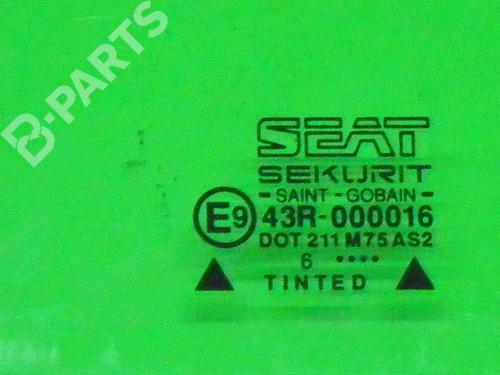 B-PARTS
SEAT
SEKURIT
SAINT-GOBAIN
E9 43R-000016
DOT 211 M75 AS2
6 ••••
TINTED